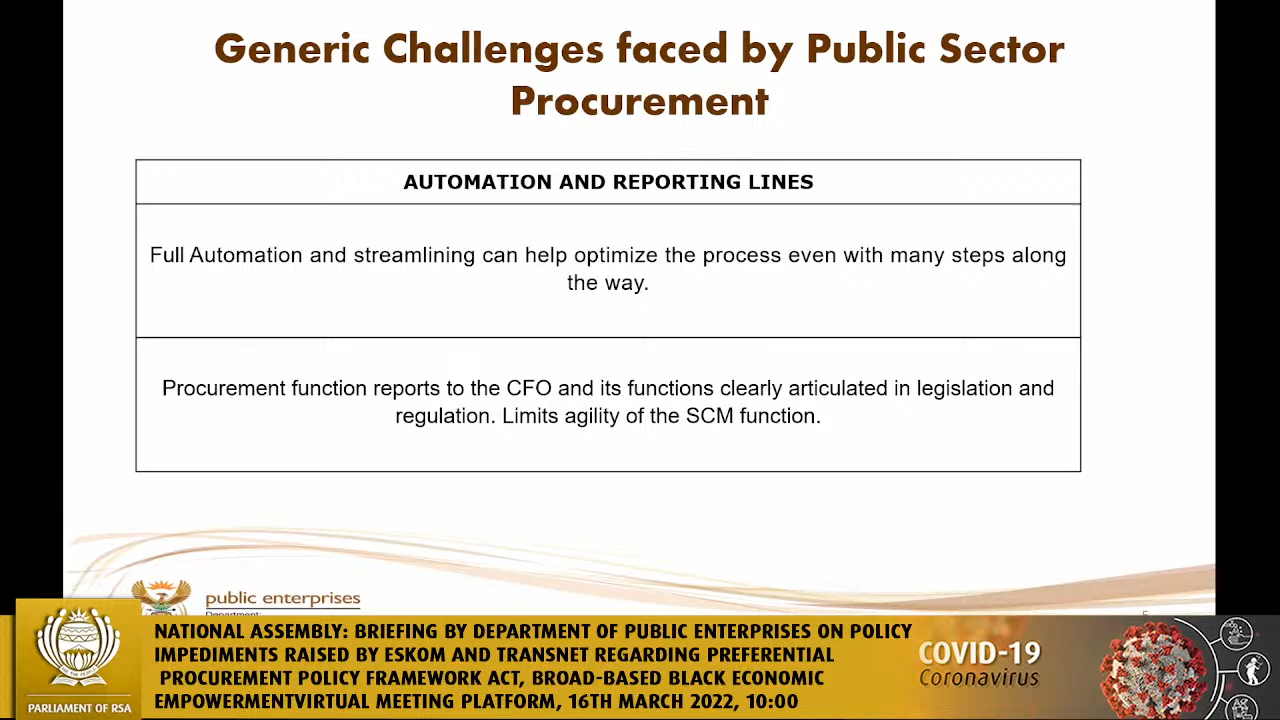 Generic Challenges faced by Public Sector
Procurement
AUTOMATION AND REPORTING LINES
Full Automation and streamlining can help optimize the process even with many steps along
the way.
Procurement function reports to the CFO and its functions clearly articulated in legislation and
regulation. Limits agility of the SCM function.
public enterprises
PARLIAMENT OF RSA
NATIONAL ASSEMBLY: BRIEFING BY DEPARTMENT OF PUBLIC ENTERPRISES ON POLICY
IMPEDIMENTS RAISED BY ESKOM AND TRANSNET REGARDING PREFERENTIAL
PROCUREMENT POLICY FRAMEWORK ACT, BROAD-BASED BLACK ECONOMIC
EMPOWERMENTVIRTUAL MEETING PLATFORM, 16TH MARCH 2022, 10:00
COVID-19
Coronavirus